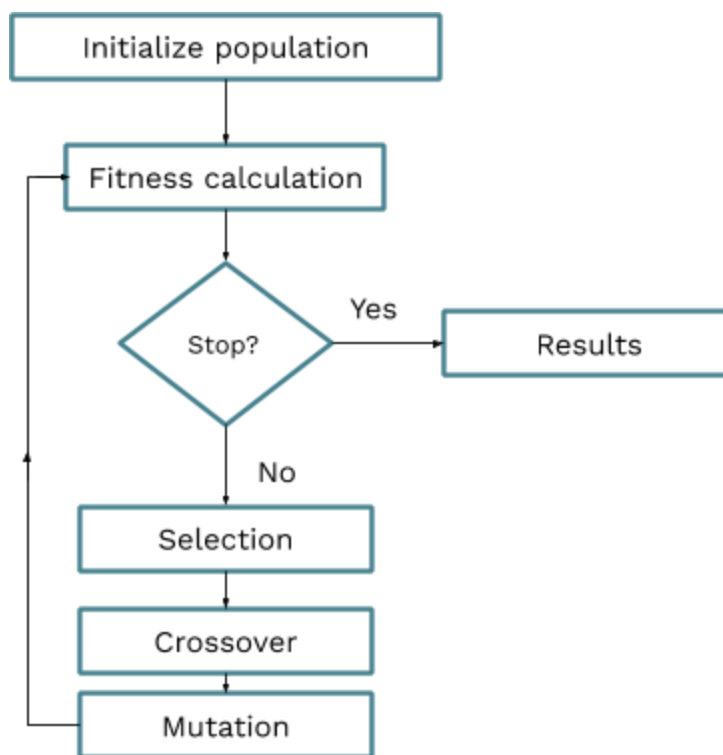 Initialize population
Fitness calculation
Stop?
Yes
Results
No
Selection
Crossover
Mutation